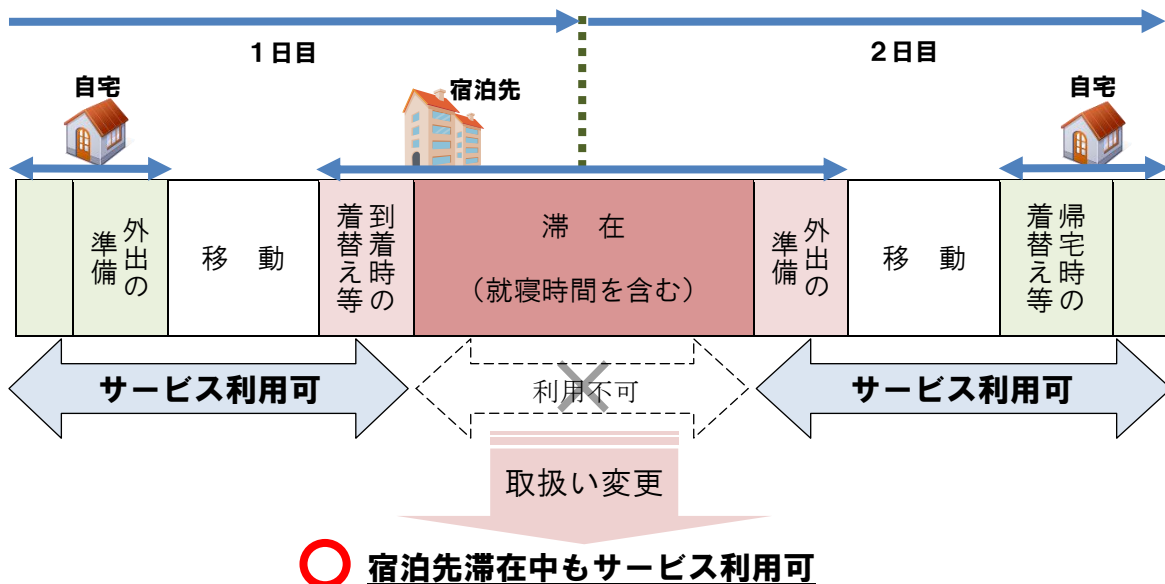 １日目
２日目
自宅
宿泊先
自宅
外出の
準備
移　動
到着時の
着替え等
滞　在
（就寝時間を含む）
外出の
準備
移　動
帰宅時の
着替え等
サービス利用可
利用不可
サービス利用可
取扱い変更
宿泊先滞在中もサービス利用可